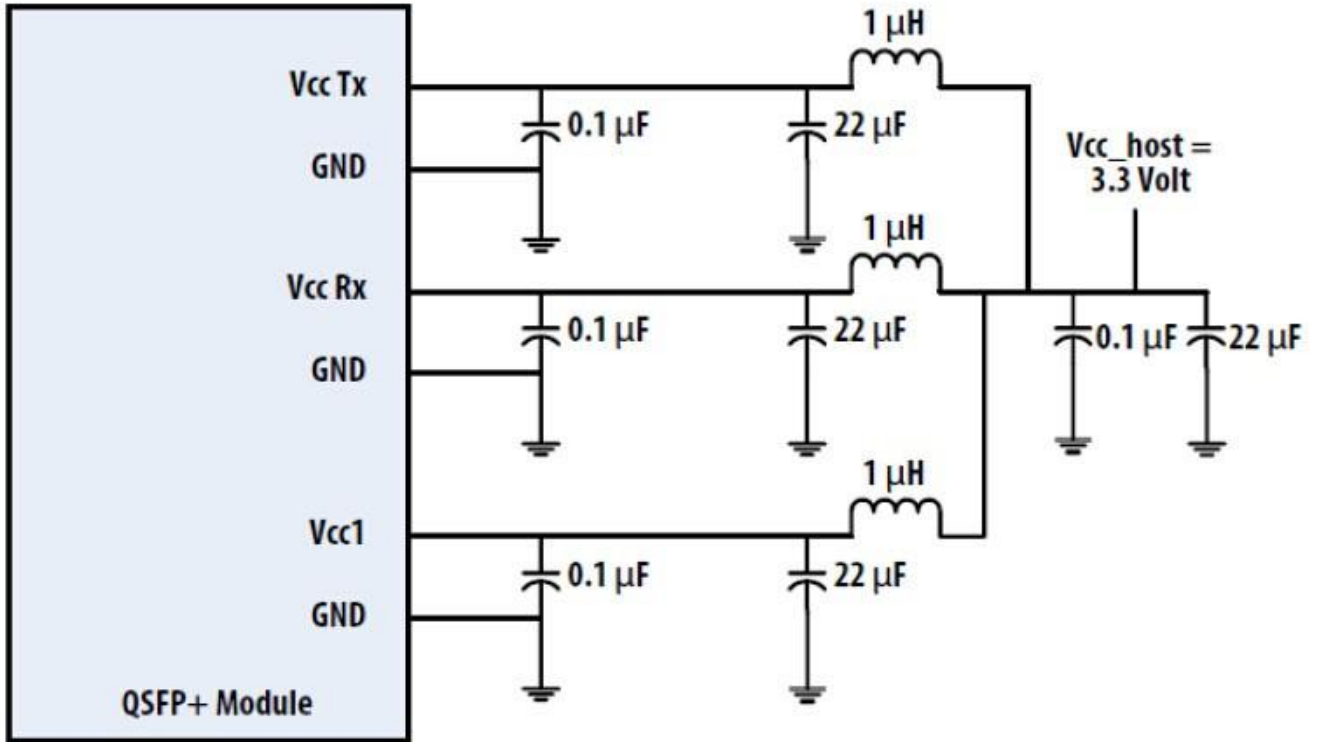 1 µH
Vcc Tx
0.1 µF
22 µF
GND
Vcc_host =
3.3 Volt
1 µH
Vcc Rx
0.1 µF
22 µF
0.1 µF
22 µF
GND
1 µH
Vcc1
0.1 µF
22 µF
GND
QSFP+ Module